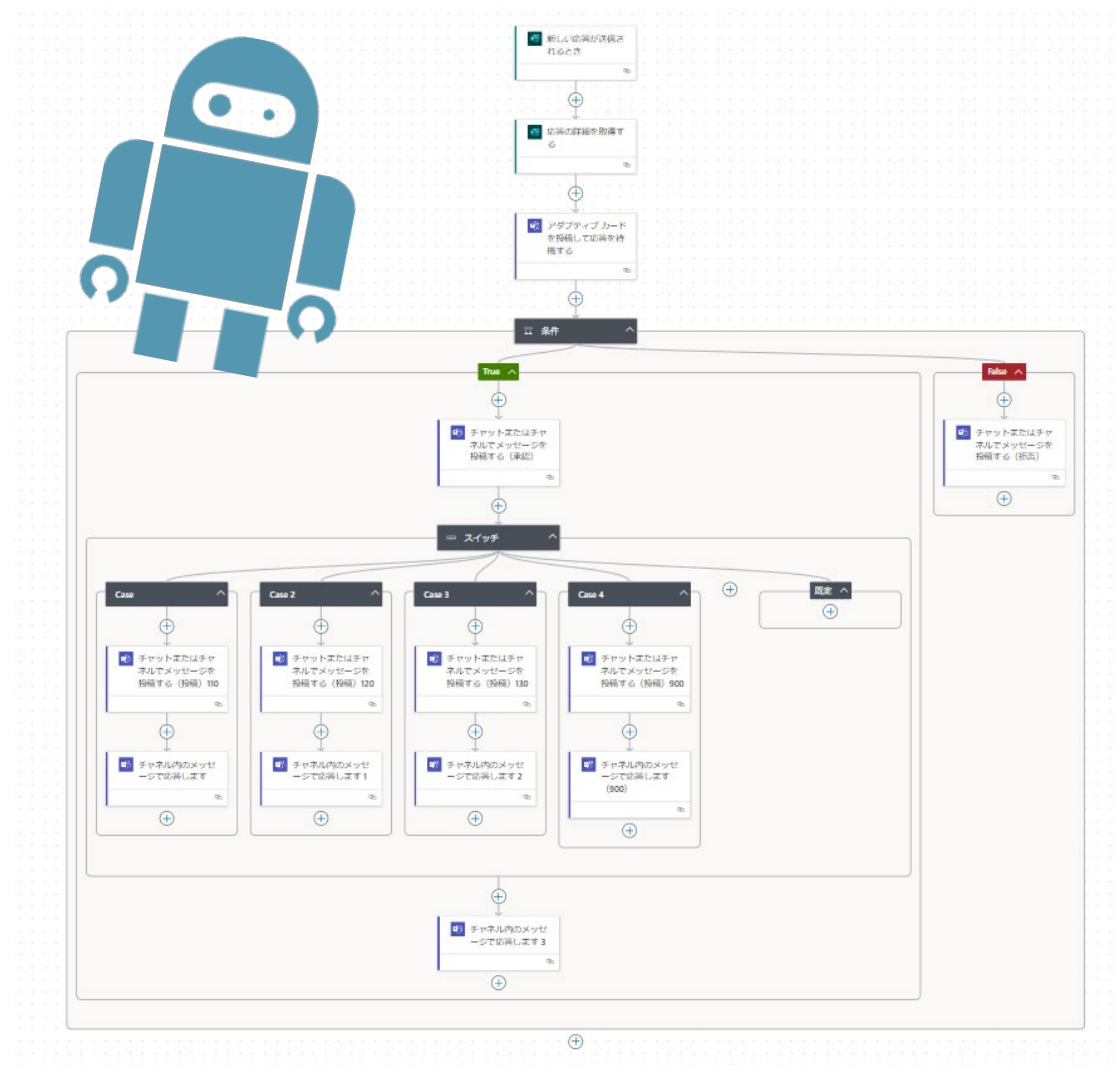 新しい応答が送信さ
れるとき
応答の詳細を取得す
る
アダプティブ カード
を投稿して応答を待
機する
条件
True
False
チャットまたはチャ
ネルでメッセージを
投稿する（承認）
チャットまたはチャ
ネルでメッセージを
投稿する（拒否）
スイッチ
Case
Case 2
Case 3
Case 4
既定
チャットまたはチャ
ネルでメッセージを
投稿する（投稿）110
チャットまたはチャ
ネルでメッセージを
投稿する（投稿）120
チャットまたはチャ
ネルでメッセージを
投稿する（投稿）130
チャットまたはチャ
ネルでメッセージを
投稿する（投稿）900
チャネル内のメッセ
ージで応答します
チャネル内のメッセ
ージで応答します 1
チャネル内のメッセ
ージで応答します 2
チャネル内のメッセ
ージで応答します
（900）
チャネル内のメッセ
ージで応答します 3